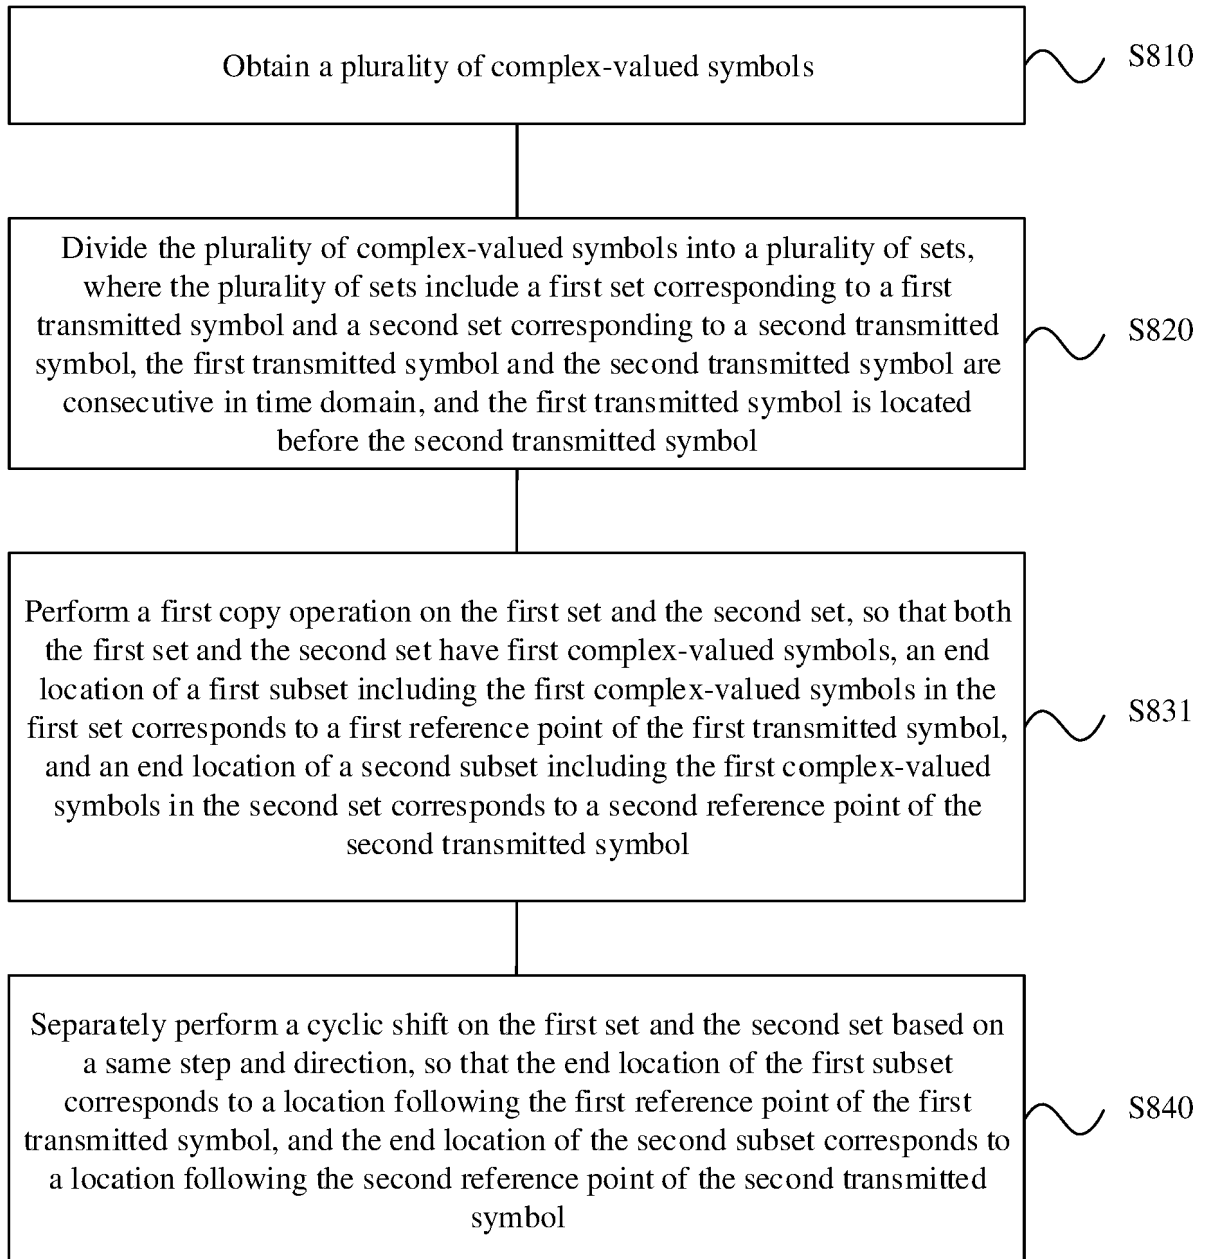 Obtain a plurality of complex-valued symbols
S810
Divide the plurality of complex-valued symbols into a plurality of sets,
where the plurality of sets include a first set corresponding to a first
transmitted symbol and a second set corresponding to a second transmitted
symbol, the first transmitted symbol and the second transmitted symbol are
consecutive in time domain, and the first transmitted symbol is located
before the second transmitted symbol
S820
Perform a first copy operation on the first set and the second set, so that both
the first set and the second set have first complex-valued symbols, an end
location of a first subset including the first complex-valued symbols in the
first set corresponds to a first reference point of the first transmitted symbol,
and an end location of a second subset including the first complex-valued
symbols in the second set corresponds to a second reference point of the
second transmitted symbol
S831
Separately perform a cyclic shift on the first set and the second set based on
a same step and direction, so that the end location of the first subset
corresponds to a location following the first reference point of the first
transmitted symbol, and the end location of the second subset corresponds to
a location following the second reference point of the second transmitted
symbol
S840